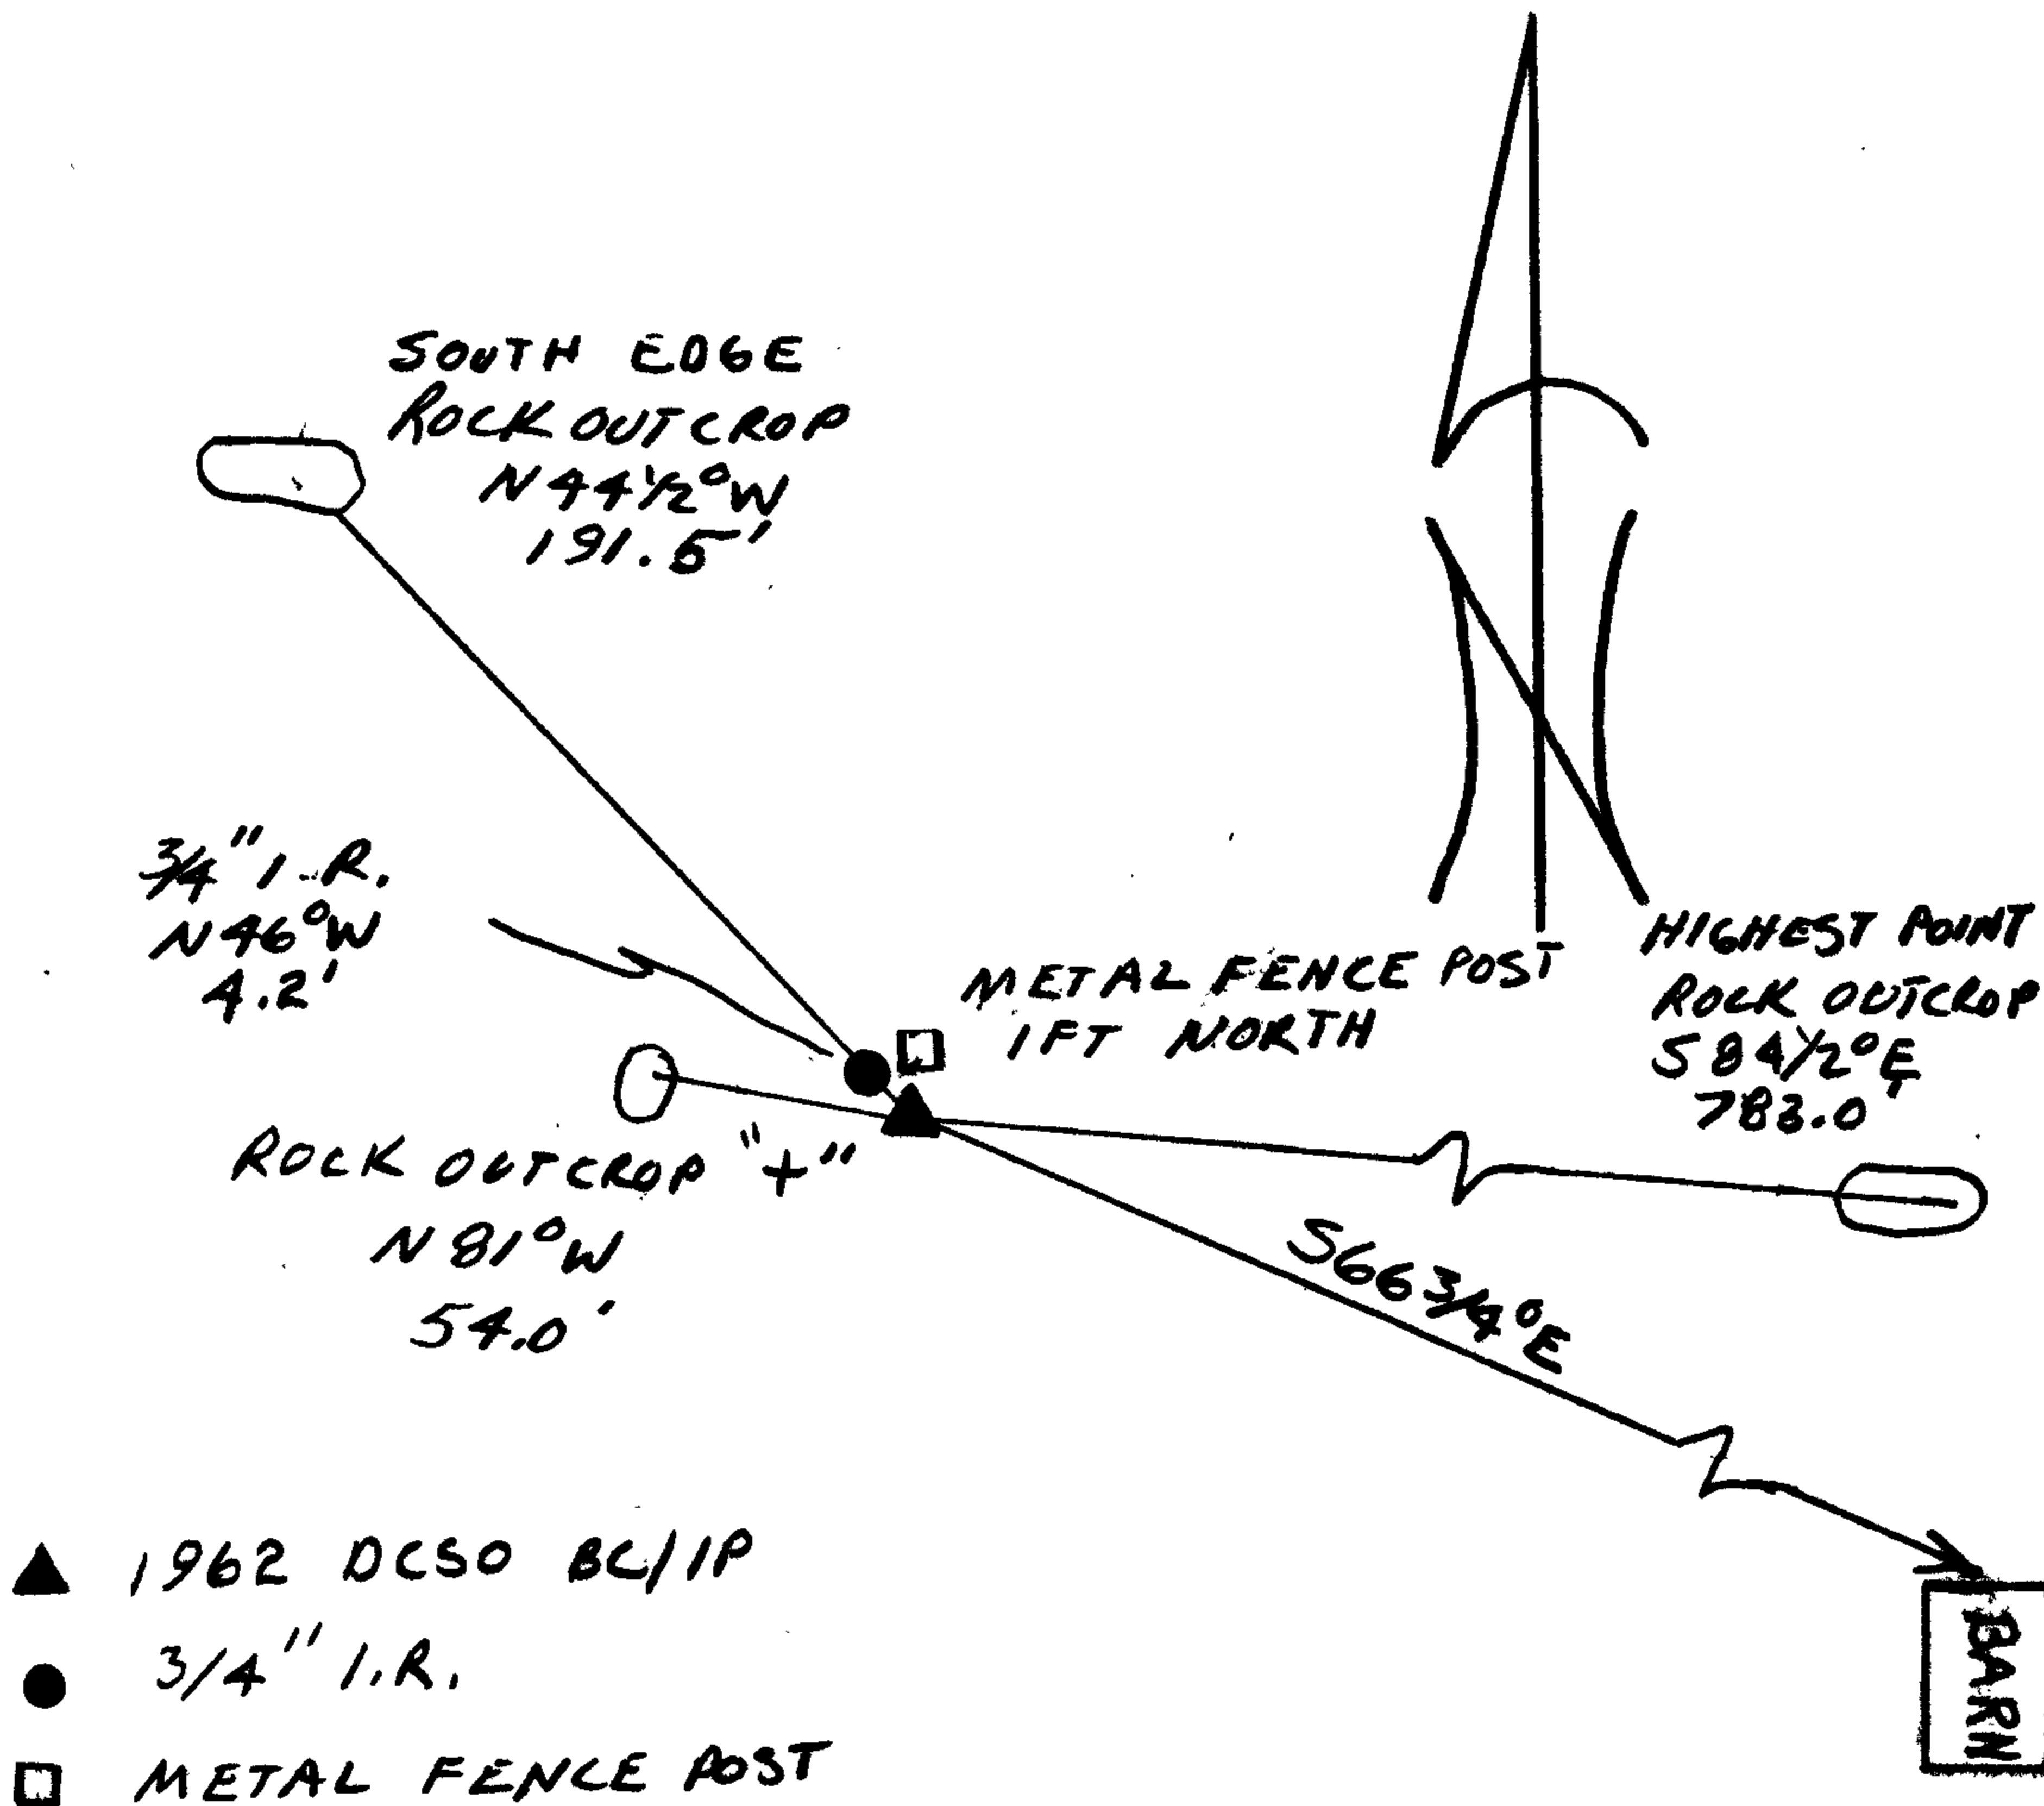 SOUTH EDGE
ROCK OUTCROP
N44½°W
191.5'
¾" I.R.
N46°W
4.2'
METAL FENCE POST
1FT NORTH
HIGHEST POINT
ROCK OUTCROP
S84½°E
783.0'
ROCK OUTCROP "+"
N81°W
54.0'
S66¾°E
BARN
1962 DCSO BC/IP
3/4" I.R.
METAL FENCE POST
N